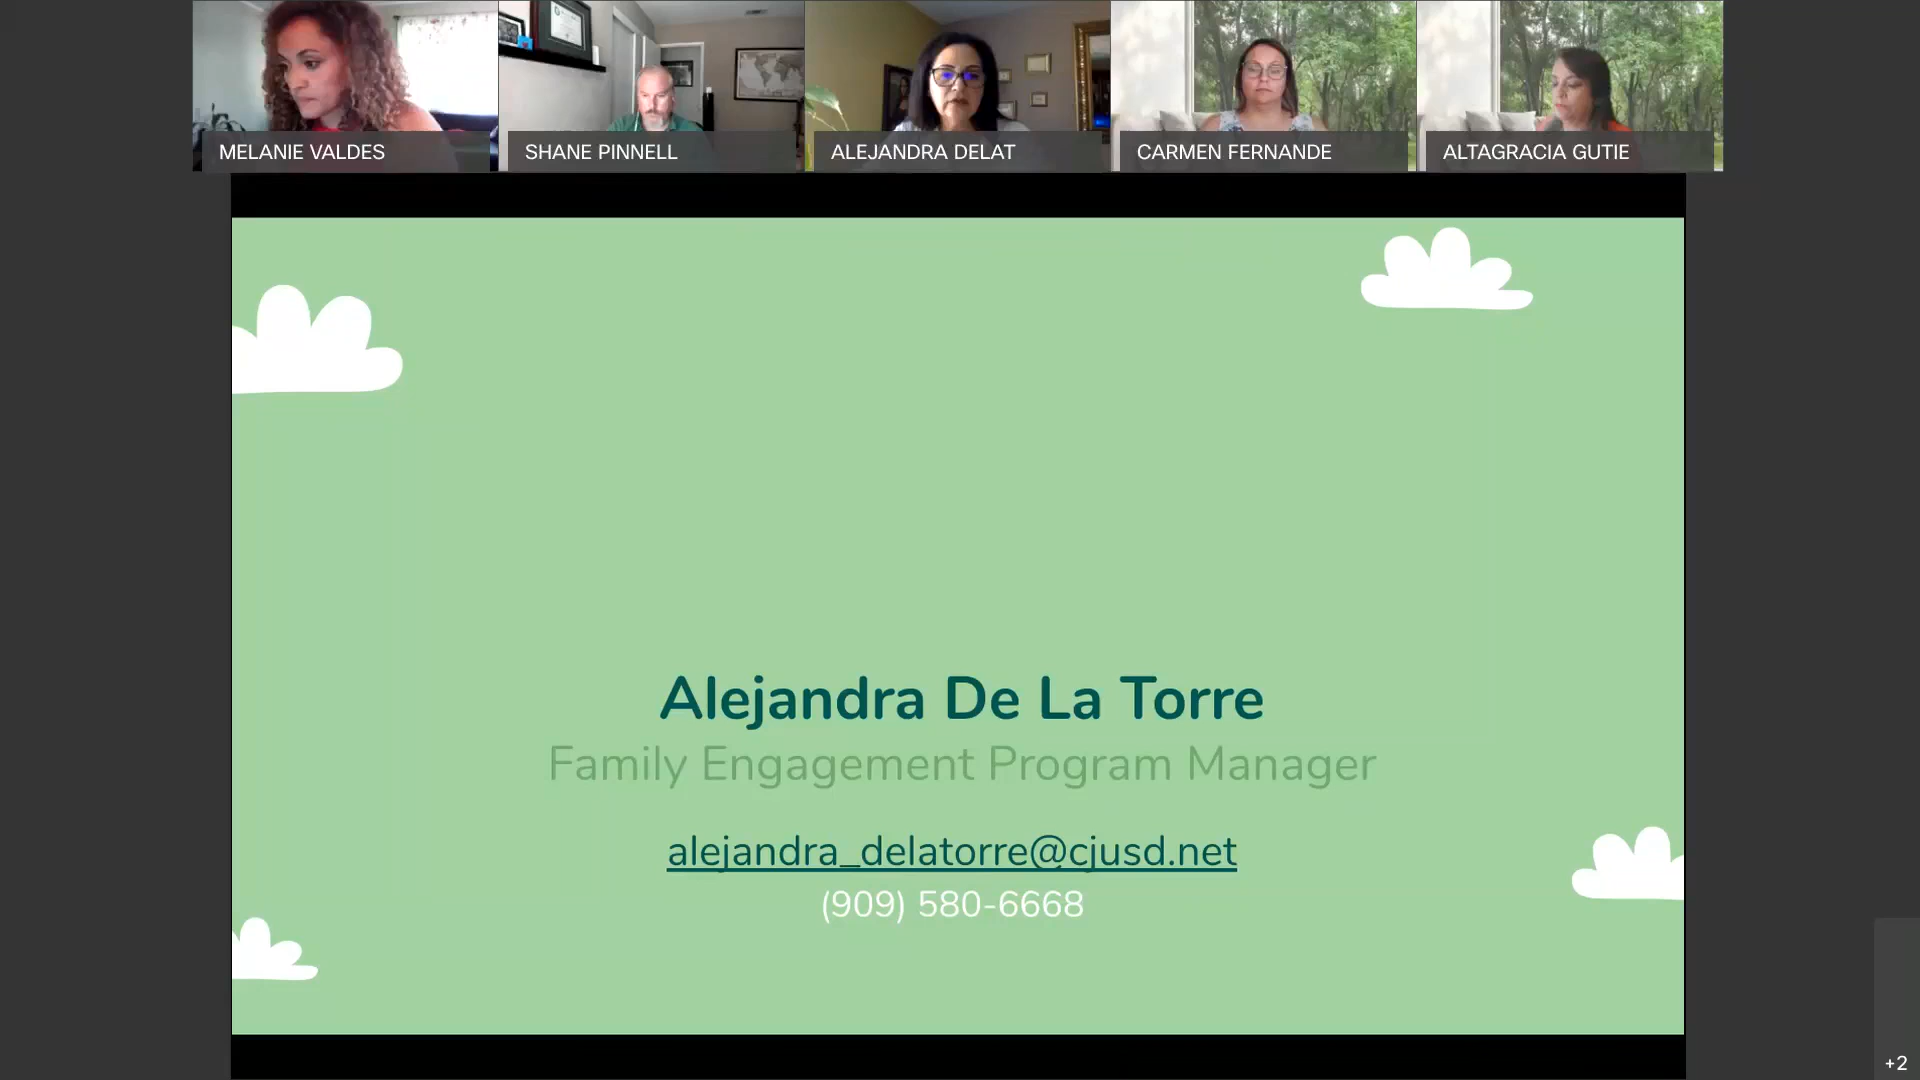 MELANIE VALDES
SHANE PINNELL
ALEJANDRA DELAT
CARMEN FERNANDE
ALTAGRACIA GUTIE
Alejandra De La Torre
Family Engagement Program Manager
alejandra_delatorre@cjusd.net
(909) 580-6668
+2